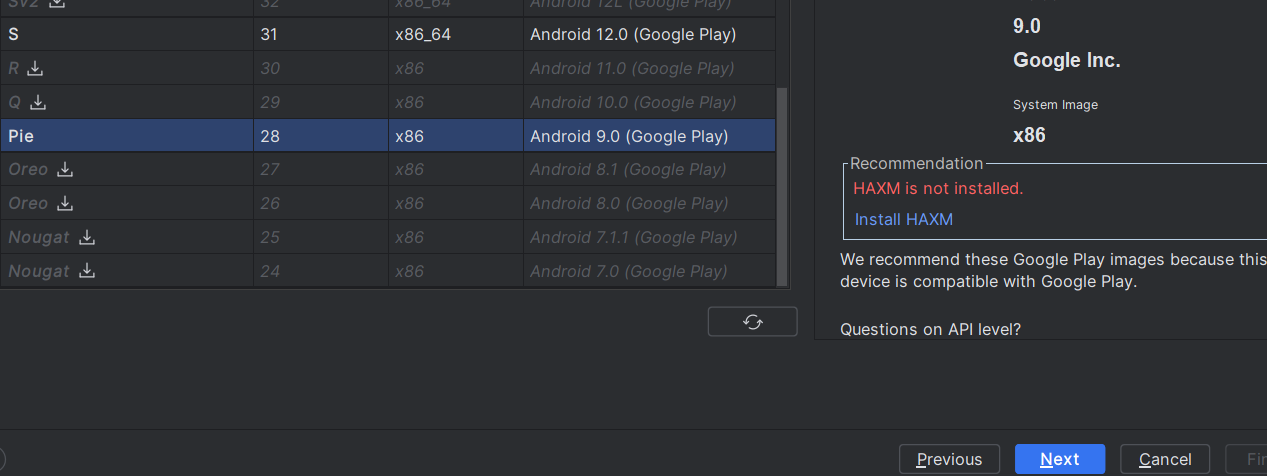 Sv2 32 x86_64 Android 12L (Google Play)
S 31 x86_64 Android 12.0 (Google Play)
R 30 x86 Android 11.0 (Google Play)
Q 29 x86 Android 10.0 (Google Play)
Pie 28 x86 Android 9.0 (Google Play)
Oreo 27 x86 Android 8.1 (Google Play)
Oreo 26 x86 Android 8.0 (Google Play)
Nougat 25 x86 Android 7.1.1 (Google Play)
Nougat 24 x86 Android 7.0 (Google Play)
9.0
Google Inc.
System Image
x86
Recommendation
HAXM is not installed.
Install HAXM
We recommend these Google Play images because this
device is compatible with Google Play.
Questions on API level?
Previous Next Cancel